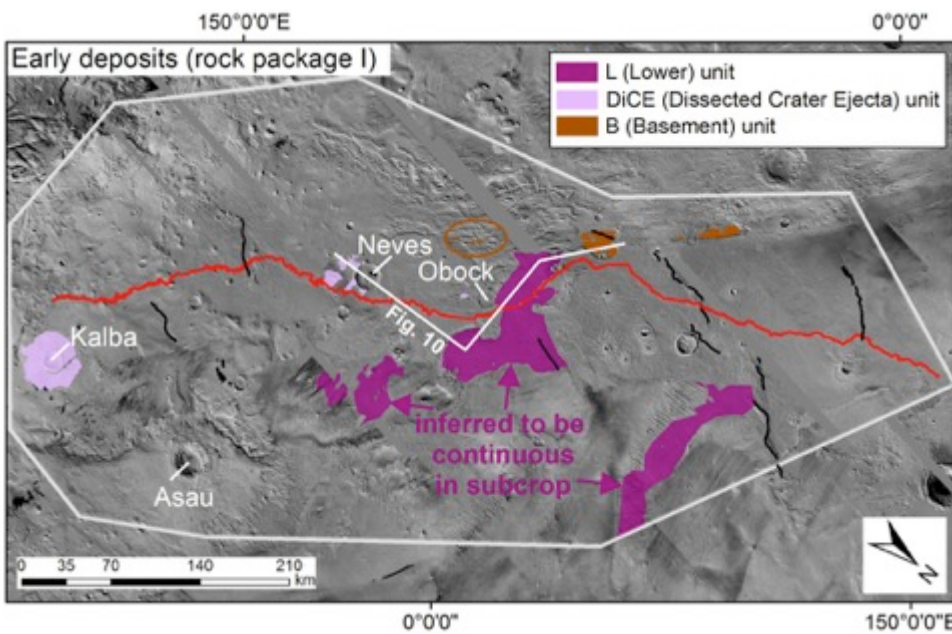 150°0'0"E
0°0'0"
Early deposits (rock package I)
L (Lower) unit
DiCE (Dissected Crater Ejecta) unit
B (Basement) unit
Neves
Obock
Fig. 10
Kalba
inferred to be
continuous
in subcrop
Asau
N
0 35 70 140 210
km
0°0'0"
150°0'0"E